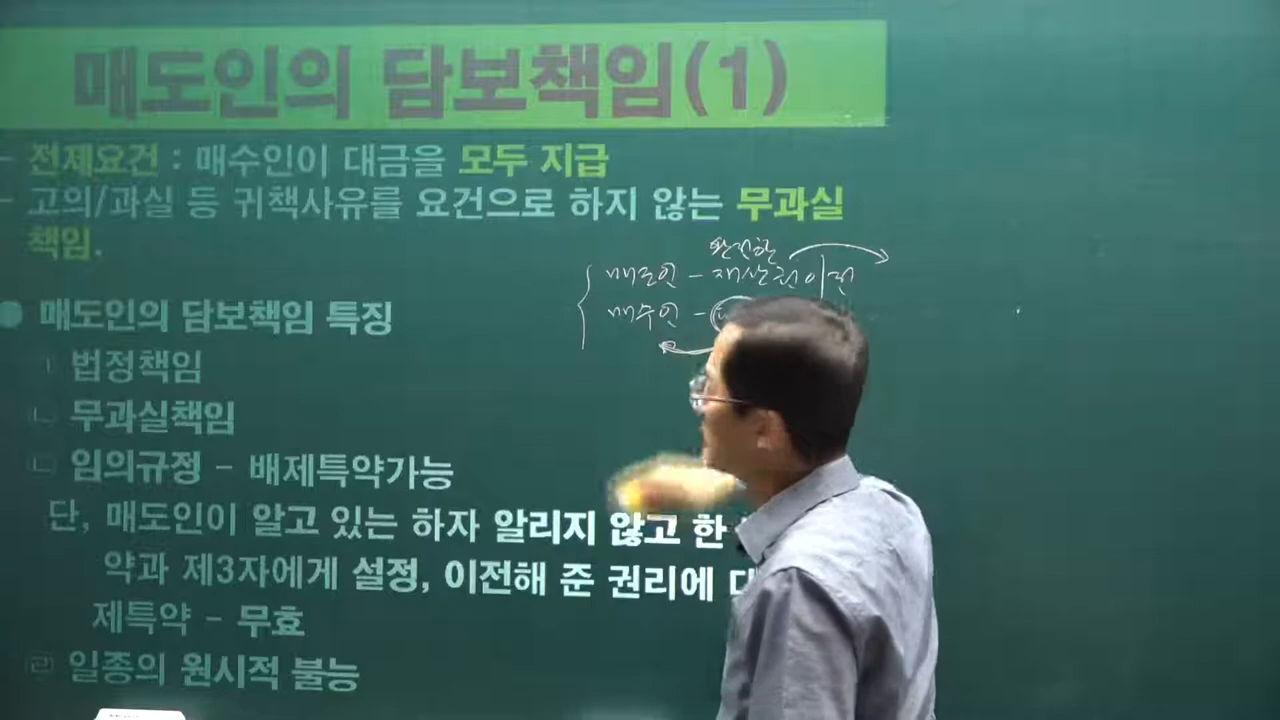 매도인의 담보책임(1)
- 전제요건 : 매수인이 대금을 모두 지급
- 고의/과실 등 귀책사유를 요건으로 하지 않는 무과실
책임.
완전한
매도인 - 재산권이전
매수인 -
● 매도인의 담보책임 특징
ㄱ 법정책임
ㄴ 무과실책임
ㄷ 임의규정 - 배제특약가능
단, 매도인이 알고 있는 하자 알리지 않고 한
약과 제3자에게 설정, 이전해 준 권리에
제특약 - 무효
ㄹ 일종의 원시적 불능